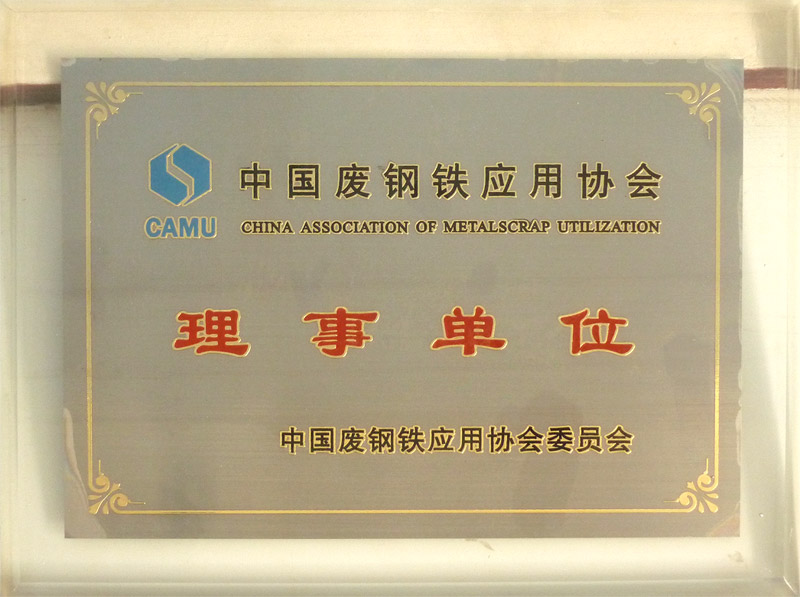 中国废钢铁应用协会
CAMU
CHINA ASSOCIATION OF METALSCRAP UTILIZATION
理事单位
中国废钢铁应用协会委员会